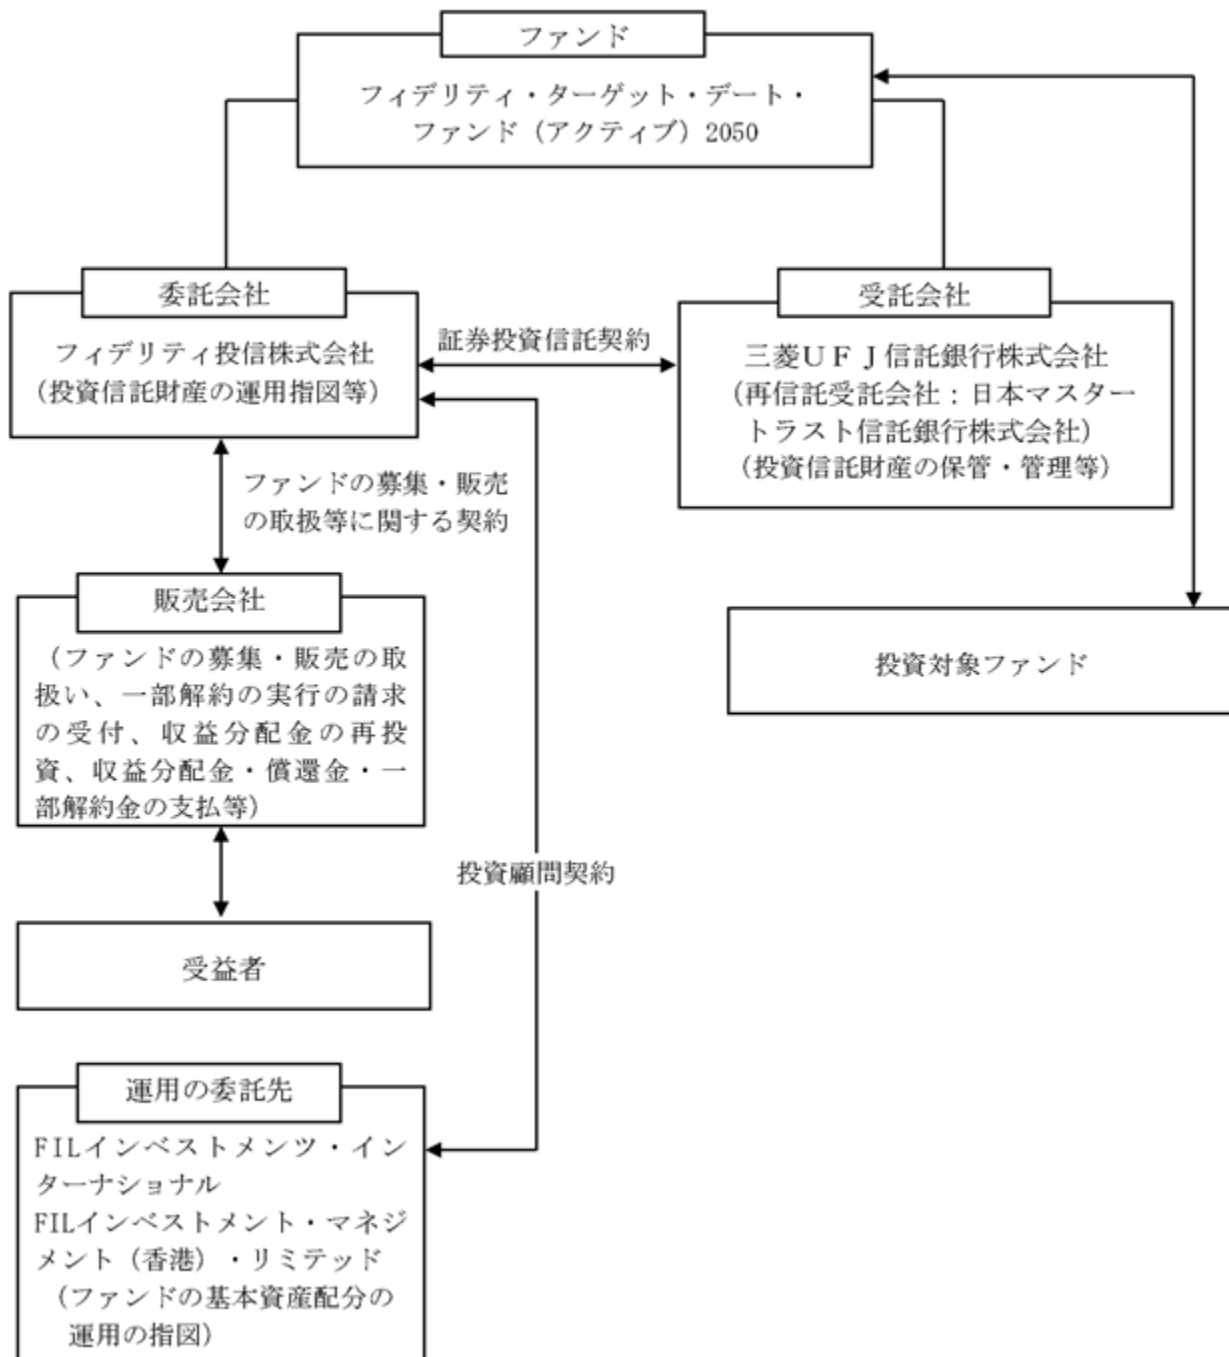 ファンド
フィデリティ・ターゲット・デート・
ファンド（アクティブ）2050
委託会社
フィデリティ投信株式会社
（投資信託財産の運用指図等）
証券投資信託契約
受託会社
三菱ＵＦＪ信託銀行株式会社
（再信託受託会社：日本マスター
トラスト信託銀行株式会社）
（投資信託財産の保管・管理等）
ファンドの募集・販売
の取扱等に関する契約
販売会社
（ファンドの募集・販売の取
扱い、一部解約の実行の請求
の受付、収益分配金の再投
資、収益分配金・償還金・一
部解約金の支払等）
投資対象ファンド
投資顧問契約
受益者
運用の委託先
FILインベストメンツ・イン
ターナショナル
FILインベストメント・マネジ
メント（香港）・リミテッド
（ファンドの基本資産配分の
運用の指図）